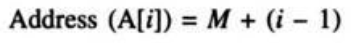 Address (A[i]) = M + (i − 1)